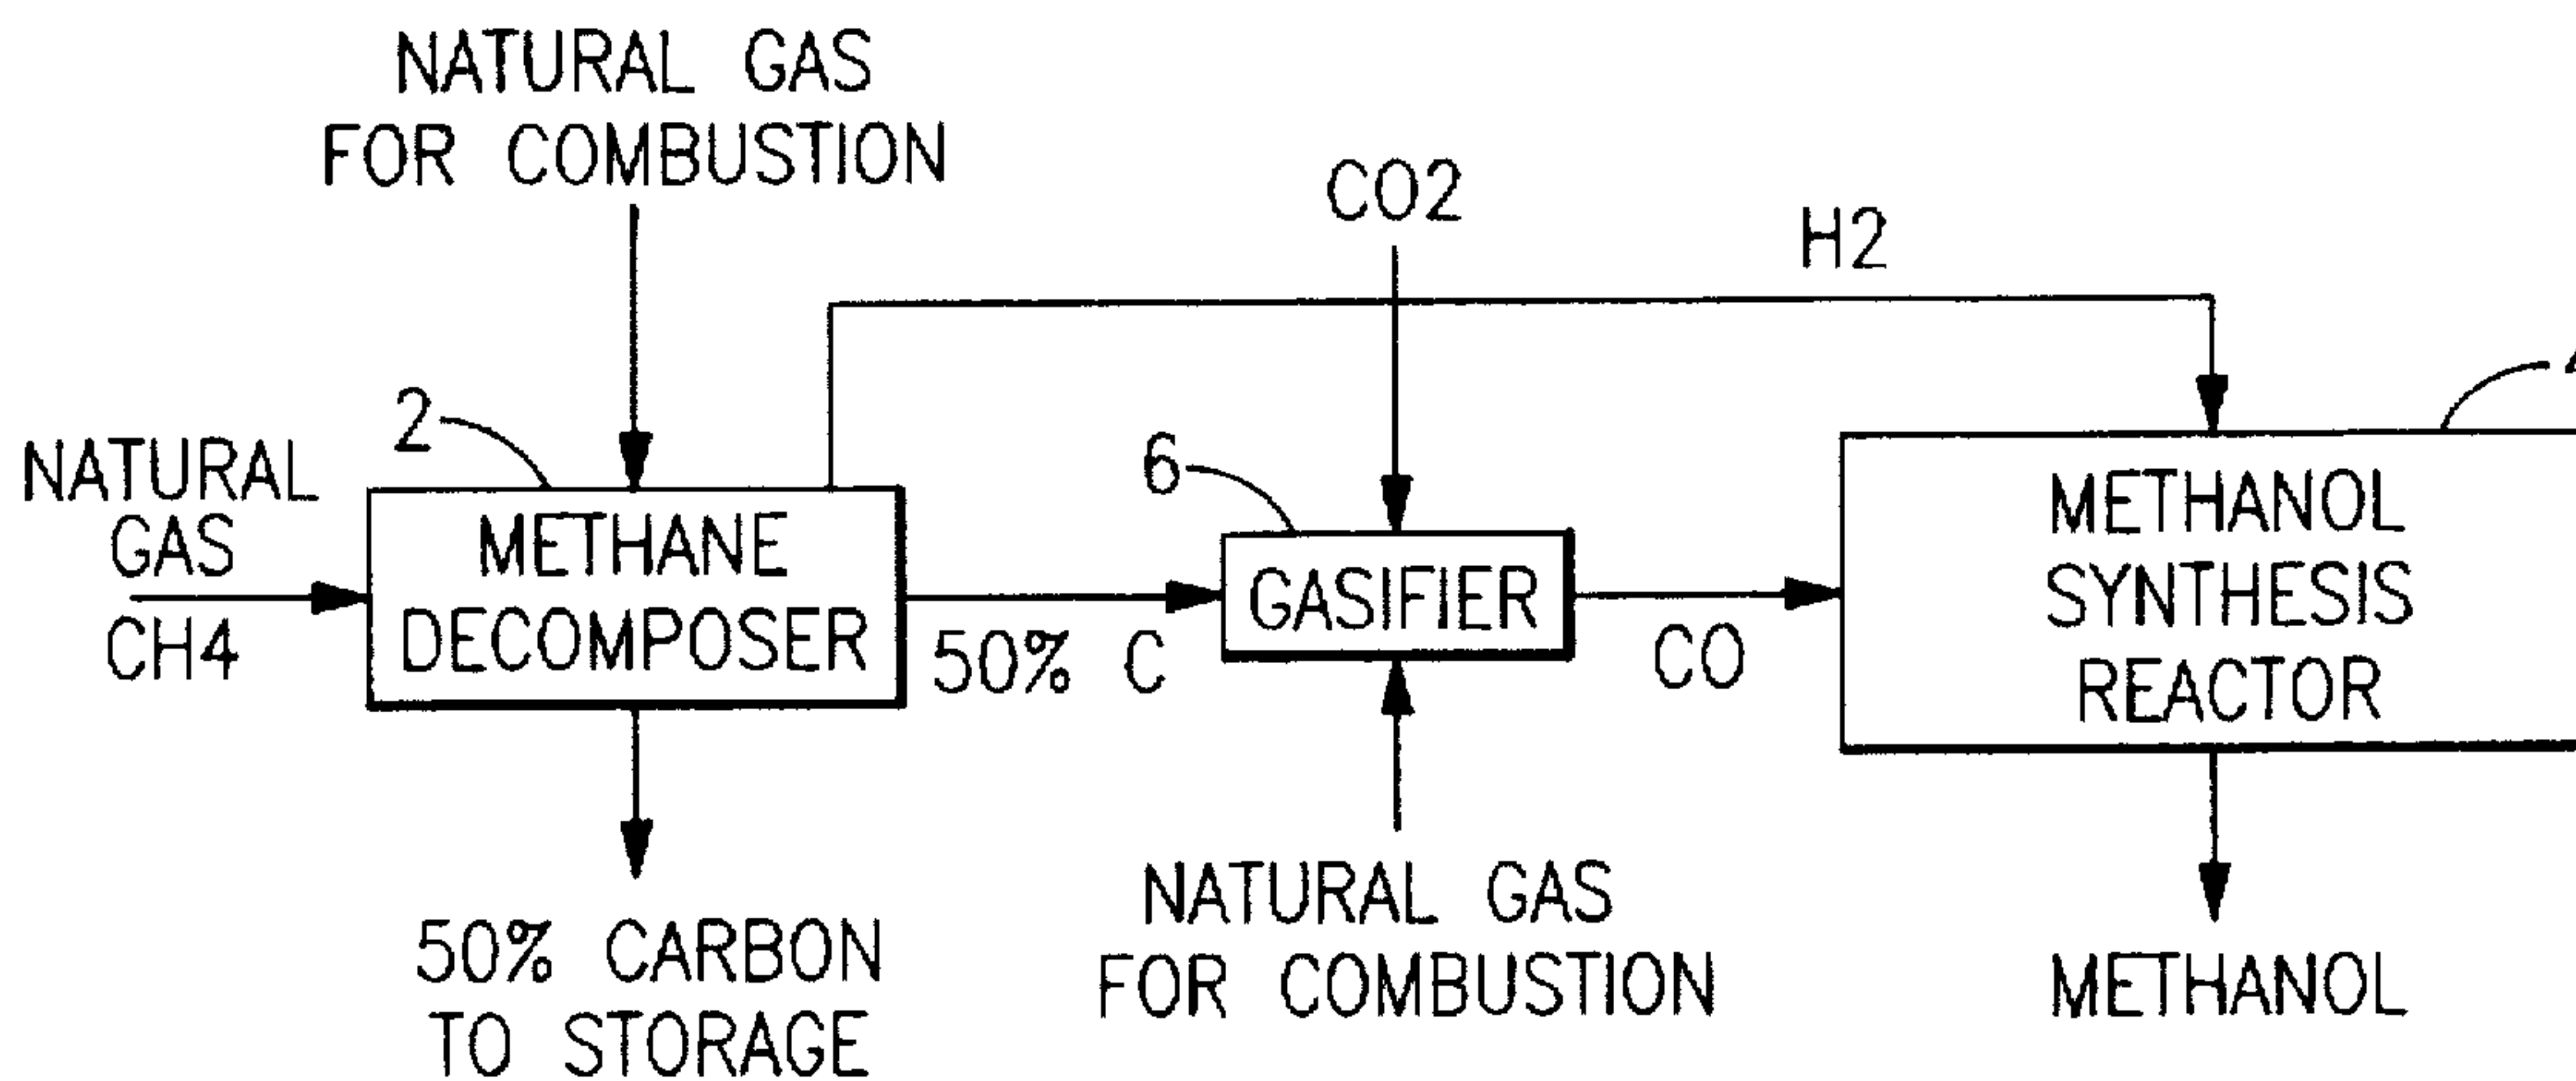 NATURAL GAS
FOR COMBUSTION
CO2
H2
2
NATURAL
GAS
CH4
METHANE
DECOMPOSER
50% C
6
GASIFIER
CO
METHANOL
SYNTHESIS
REACTOR
50% CARBON
TO STORAGE
NATURAL GAS
FOR COMBUSTION
METHANOL